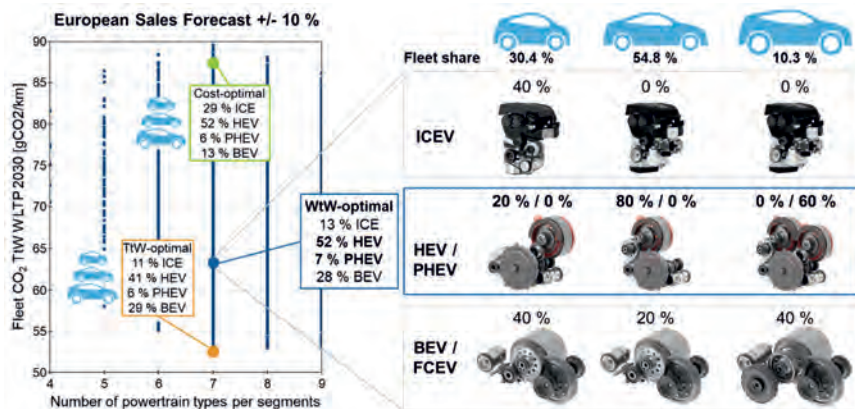 European Sales Forecast +/- 10 %
Fleet CO2 TtW WLTP 2030 [gCO2/km]
90
85
80
75
70
65
60
55
50
4
5
6
7
8
9
Number of powertrain types per segments
Cost-optimal
29 % ICE
52 % HEV
6 % PHEV
13 % BEV
TtW-optimal
11 % ICE
41 % HEV
6 % PHEV
29 % BEV
WtW-optimal
13 % ICE
52 % HEV
7 % PHEV
28 % BEV
Fleet share
30.4 %
54.8 %
10.3 %
40 %
0 %
0 %
ICEV
20 % / 0 %
80 % / 0 %
0 % / 60 %
HEV /
PHEV
40 %
20 %
40 %
BEV /
FCEV